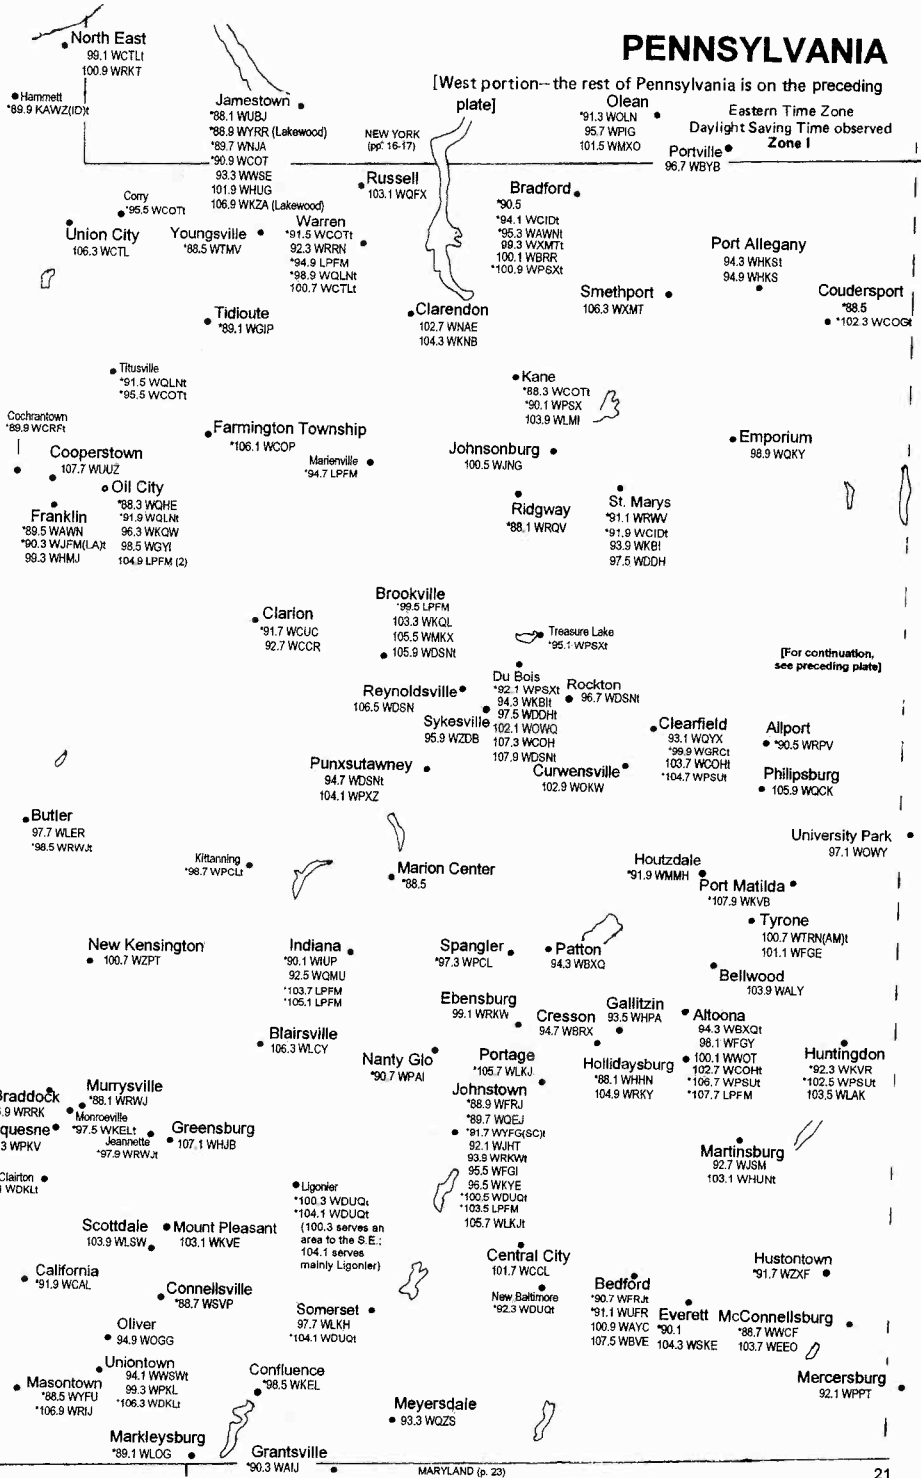 PENNSYLVANIA
[West portion--the rest of Pennsylvania is on the preceding
plate]
Eastern Time Zone
Daylight Saving Time observed
Zone I
North East
99.1 WCTLt
100.9 WRKT
Hammett
*89.9 KAWZ(ID)t
Jamestown
*88.1 WUBJ
*88.9 WYRR (Lakewood)
*89.7 WNJA
*90.9 WCOT
93.3 WWSE
101.9 WHUG
106.9 WKZA (Lakewood)
NEW YORK
(pp. 16-17)
Olean
*91.3 WOLN
95.7 WPIG
101.5 WMXO
Portville
96.7 WBYB
Russell
103.1 WQFX
Bradford
*90.5
*94.1 WCIDt
*95.3 WAWNt
99.3 WXMTt
100.1 WBRR
*100.9 WPSXt
Corry
*95.5 WCOTt
Union City
106.3 WCTL
Youngsville
*88.5 WTMV
Warren
*91.5 WCOTt
92.3 WRRN
*94.9 LPFM
*98.9 WQLNt
100.7 WCTLt
Port Allegany
94.3 WHKSt
94.9 WHKS
Smethport
106.3 WXMT
Coudersport
*88.5
*102.3 WCOGt
Tidioute
*89.1 WGIP
Clarendon
102.7 WNAE
104.3 WKNB
Titusville
*91.5 WQLNt
*95.5 WCOTt
Kane
*88.3 WCOTt
*90.1 WPSX
103.9 WLMI
Cochrantown
*89.9 WCRFt
Farmington Township
*106.1 WCOP
Marienville
*94.7 LPFM
Johnsonburg
100.5 WJNG
Emporium
98.9 WQKY
Cooperstown
107.7 WUUZ
Oil City
*88.3 WQHE
*91.9 WQLNt
96.3 WKQW
98.5 WGYI
104.9 LPFM (2)
Franklin
*89.5 WAWN
*90.3 WJFM(LA)t
99.3 WHMJ
Ridgway
*88.1 WRQV
St. Marys
*91.1 WRWV
*91.9 WCIDt
93.9 WKBI
97.5 WDDH
Brookville
*99.5 LPFM
103.3 WKQL
105.5 WMKX
105.9 WDSNt
Clarion
*91.7 WCUC
92.7 WCCR
Treasure Lake
*95.1 WPSXt
[For continuation,
see preceding plate]
Du Bois
*92.1 WPSXt
94.3 WKBIt
97.5 WDDHt
102.1 WOWQ
107.3 WCOH
107.9 WDSNt
Rockton
96.7 WDSNt
Reynoldsville
106.5 WDSN
Sykesville
95.9 WZDB
Clearfield
93.1 WQYX
*99.9 WGRCt
103.7 WCOHt
*104.7 WPSUt
Allport
*90.5 WRPV
Punxsutawney
94.7 WDSNt
104.1 WPXZ
Curwensville
102.9 WOKW
Philipsburg
105.9 WQCK
Butler
97.7 WLER
*98.5 WRWJt
University Park
97.1 WOWY
Kittanning
*98.7 WPCLt
Marion Center
*88.5
Houtzdale
*91.9 WMMH
Port Matilda
*107.9 WKVB
Tyrone
100.7 WTRN(AM)t
101.1 WFGE
New Kensington
100.7 WZPT
Indiana
*90.1 WIUP
92.5 WQMU
*103.7 LPFM
*105.1 LPFM
Spangler
*97.3 WPCL
Patton
94.3 WBXQ
Bellwood
103.9 WALY
Ebensburg
99.1 WRKW
Cresson
94.7 WBRX
Gallitzin
93.5 WHPA
Altoona
94.3 WBXQt
98.1 WFGY
100.1 WWOT
102.7 WCOHt
*106.7 WPSUt
*107.7 LPFM
Blairsville
106.3 WLCY
Nanty Glo
*90.7 WPAI
Portage
*105.7 WLKJ
Hollidaysburg
*88.1 WHHN
104.9 WRKY
Huntingdon
*92.3 WKVR
*102.5 WPSUt
103.5 WLAK
Johnstown
*88.9 WFRJ
*89.7 WQEJ
*91.7 WYFG(SC)t
92.1 WJHT
93.9 WRKWt
95.5 WFGI
96.5 WKYE
*100.5 WDUQt
*103.5 LPFM
105.7 WLKJt
Braddock
.9 WRRK
Murrysville
*88.1 WRWJ
Monroeville
*97.5 WKELt
quesne
3 WPKV
Jeannette
*97.9 WRWJt
Greensburg
107.1 WHJB
Martinsburg
92.7 WJSM
103.1 WHUNt
Clairton
WDKLt
Ligonier
*100.3 WDUQt
*104.1 WDUQt
(100.3 serves an
area to the S.E.;
104.1 serves
mainly Ligonier)
Scottdale
103.9 WLSW
Mount Pleasant
103.1 WKVE
Central City
101.7 WCCL
Hustontown
*91.7 WZXF
California
*91.9 WCAL
Connellsville
*88.7 WSVP
New Baltimore
*92.3 WDUQt
Bedford
*90.7 WFRJt
*91.1 WUFR
100.9 WAYC
107.5 WBVE
Everett
*90.1
104.3 WSKE
McConnellsburg
*88.7 WWCF
103.7 WEEO
Somerset
97.7 WLKH
*104.1 WDUQt
Oliver
94.9 WOGG
Uniontown
94.1 WWSWt
99.3 WPKL
*106.3 WDKLt
Masontown
*88.5 WYFU
*106.9 WRIJ
Confluence
*98.5 WKEL
Mercersburg
92.1 WPPT
Meyersdale
93.3 WQZS
Markleysburg
*89.1 WLOG
Grantsville
*90.3 WAIJ
MARYLAND (p. 23)
21